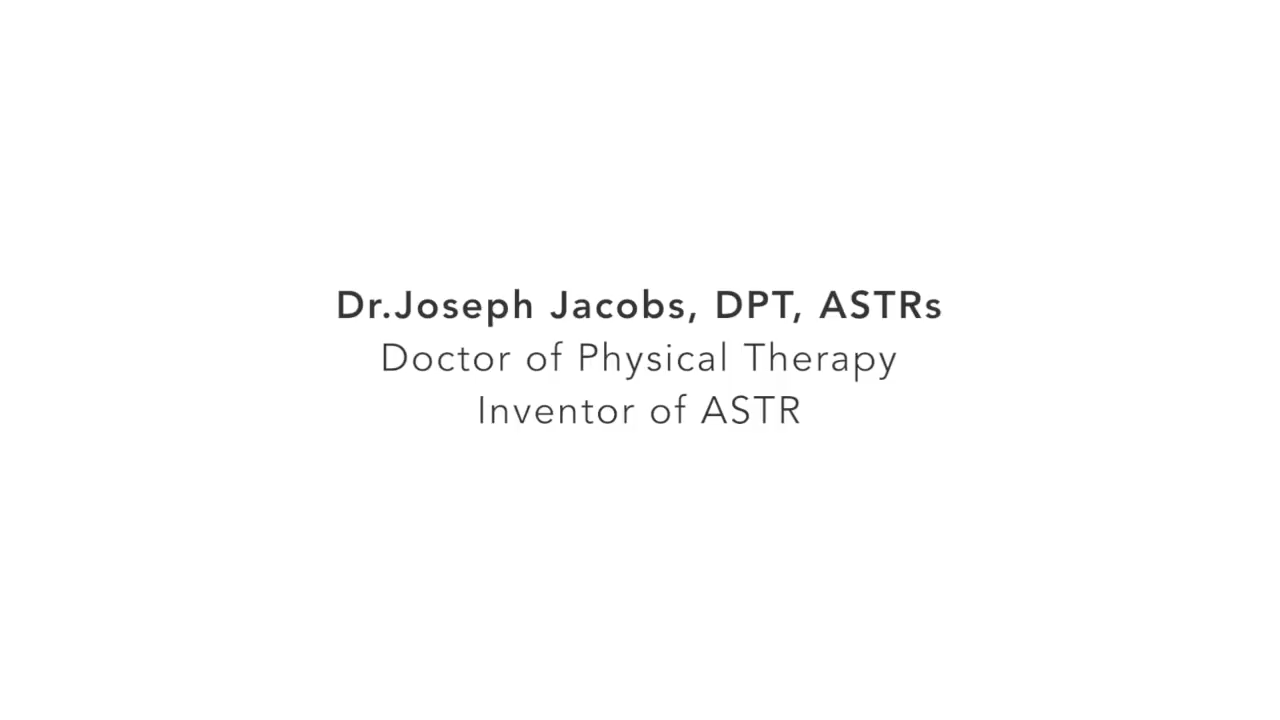 Dr.Joseph Jacobs, DPT, ASTRs
Doctor of Physical Therapy
Inventor of ASTR